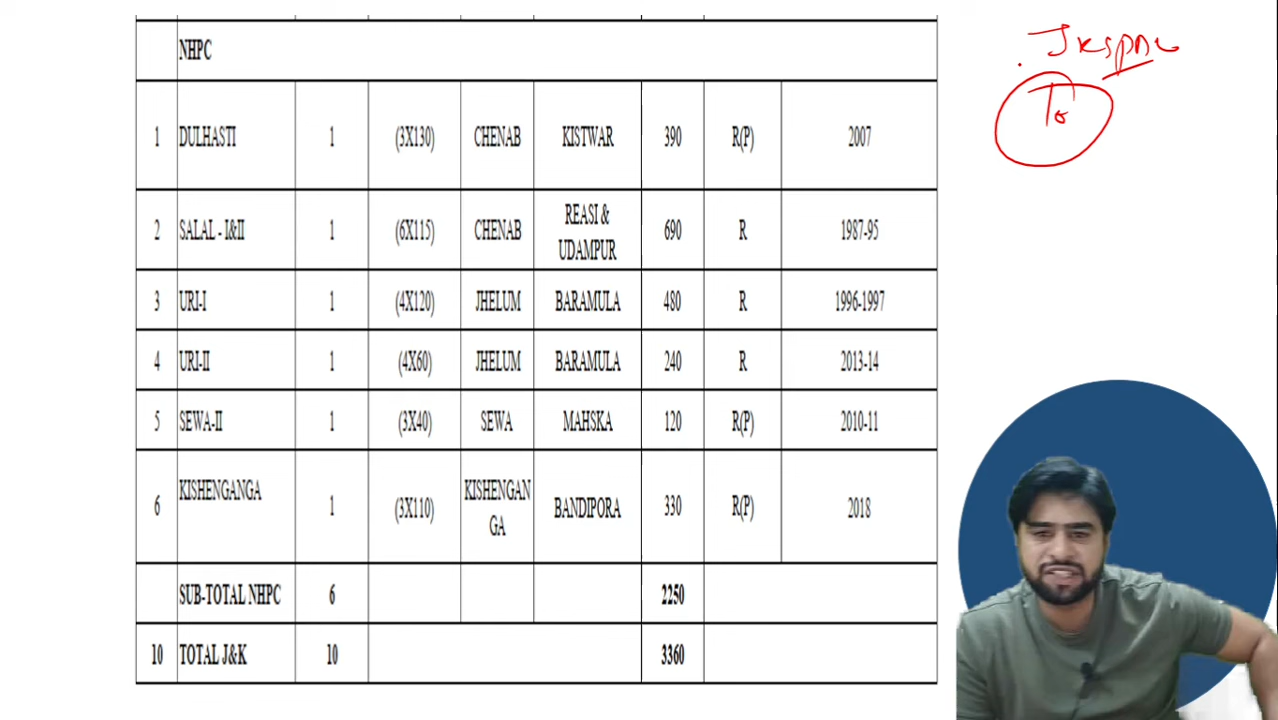 NHPC
1 DULHASTI 1 (3X130) CHENAB KISTWAR 390 R(P) 2007
2 SALAL - I&II 1 (6X115) CHENAB REASI & UDAMPUR 690 R 1987-95
3 URI-I 1 (4X120) JHELUM BARAMULA 480 R 1996-1997
4 URI-II 1 (4X60) JHELUM BARAMULA 240 R 2013-14
5 SEWA-II 1 (3X40) SEWA MAHSKA 120 R(P) 2010-11
6 KISHENGANGA 1 (3X110) KISHENGAN GA BANDIPORA 330 R(P) 2018
SUB-TOTAL NHPC 6 2250
10 TOTAL J&K 10 3360